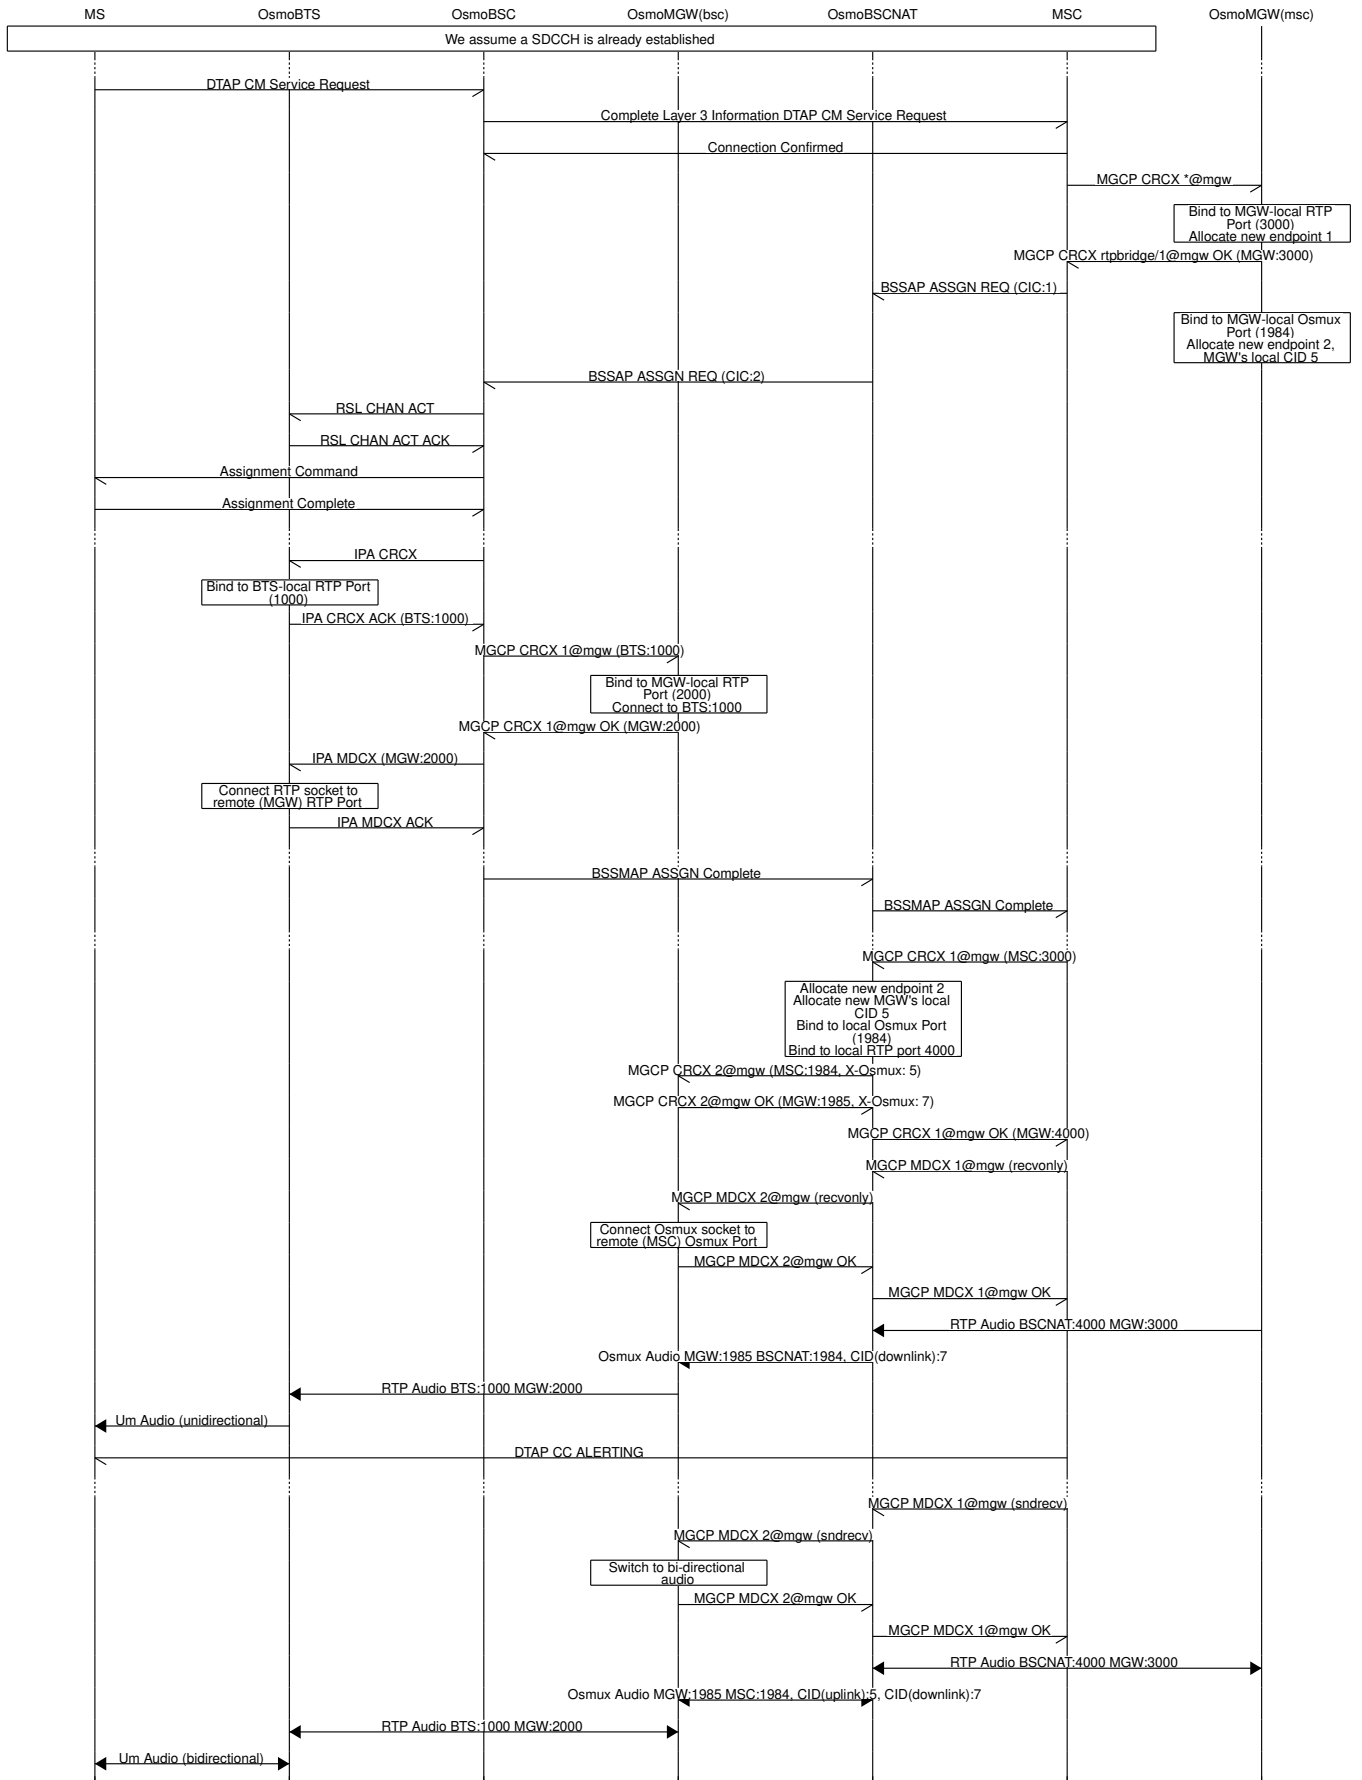 MS OsmoBTS OsmoBSC OsmoMGW(bsc) OsmoBSCNAT MSC OsmoMGW(msc)
We assume a SDCCH is already established
DTAP CM Service Request
Complete Layer 3 Information DTAP CM Service Request
Connection Confirmed
MGCP CRCX *@mgw
Bind to MGW-local RTP
Port (3000)
Allocate new endpoint 1
MGCP CRCX rtpbridge/1@mgw OK (MGW:3000)
BSSAP ASSGN REQ (CIC:1)
Bind to MGW-local Osmux
Port (1984)
Allocate new endpoint 2,
MGW's local CID 5
BSSAP ASSGN REQ (CIC:2)
RSL CHAN ACT
RSL CHAN ACT ACK
Assignment Command
Assignment Complete
IPA CRCX
Bind to BTS-local RTP Port
(1000)
IPA CRCX ACK (BTS:1000)
MGCP CRCX 1@mgw (BTS:1000)
Bind to MGW-local RTP
Port (2000)
Connect to BTS:1000
MGCP CRCX 1@mgw OK (MGW:2000)
IPA MDCX (MGW:2000)
Connect RTP socket to
remote (MGW) RTP Port
IPA MDCX ACK
BSSMAP ASSGN Complete
BSSMAP ASSGN Complete
MGCP CRCX 1@mgw (MSC:3000)
Allocate new endpoint 2
Allocate new MGW's local
CID 5
Bind to local Osmux Port
(1984)
Bind to local RTP port 4000
MGCP CRCX 2@mgw (MSC:1984, X-Osmux: 5)
MGCP CRCX 2@mgw OK (MGW:1985, X-Osmux: 7)
MGCP CRCX 1@mgw OK (MGW:4000)
MGCP MDCX 1@mgw (recvonly)
MGCP MDCX 2@mgw (recvonly)
Connect Osmux socket to
remote (MSC) Osmux Port
MGCP MDCX 2@mgw OK
MGCP MDCX 1@mgw OK
RTP Audio BSCNAT:4000 MGW:3000
Osmux Audio MGW:1985 BSCNAT:1984, CID(downlink):7
RTP Audio BTS:1000 MGW:2000
Um Audio (unidirectional)
DTAP CC ALERTING
MGCP MDCX 1@mgw (sndrecv)
MGCP MDCX 2@mgw (sndrecv)
Switch to bi-directional
audio
MGCP MDCX 2@mgw OK
MGCP MDCX 1@mgw OK
RTP Audio BSCNAT:4000 MGW:3000
Osmux Audio MGW:1985 MSC:1984, CID(uplink):5, CID(downlink):7
RTP Audio BTS:1000 MGW:2000
Um Audio (bidirectional)